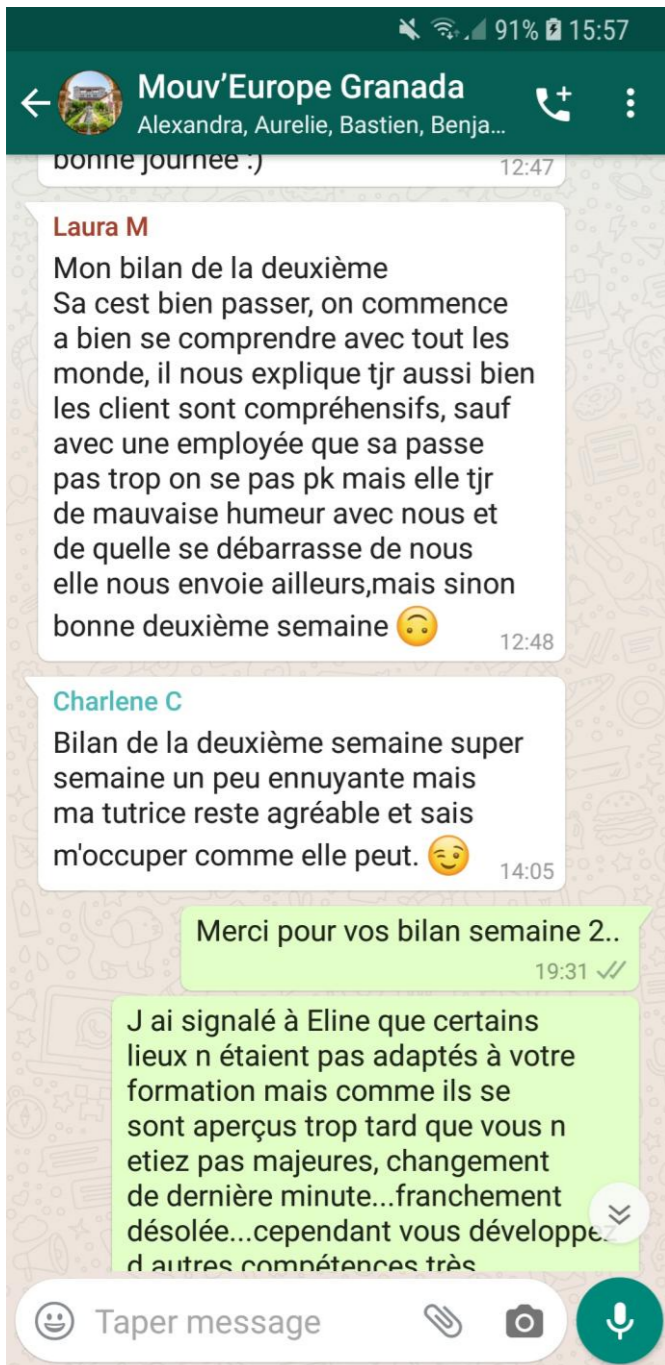 91% 15:57
Mouv'Europe Granada
Alexandra, Aurelie, Bastien, Benja...
bonne journée :)
12:47
Laura M
Mon bilan de la deuxième
Sa cest bien passer, on commence
a bien se comprendre avec tout les
monde, il nous explique tjr aussi bien
les client sont compréhensifs, sauf
avec une employée que sa passe
pas trop on se pas pk mais elle tjr
de mauvaise humeur avec nous et
de quelle se débarrasse de nous
elle nous envoie ailleurs,mais sinon
bonne deuxième semaine 🙃
12:48
Charlene C
Bilan de la deuxième semaine super
semaine un peu ennuyante mais
ma tutrice reste agréable et sais
m'occuper comme elle peut. 😉
14:05
Merci pour vos bilan semaine 2..
19:31
J ai signalé à Eline que certains
lieux n étaient pas adaptés à votre
formation mais comme ils se
sont aperçus trop tard que vous n
etiez pas majeures, changement
de dernière minute...franchement
désolée...cependant vous développez
d autres compétences très
Taper message